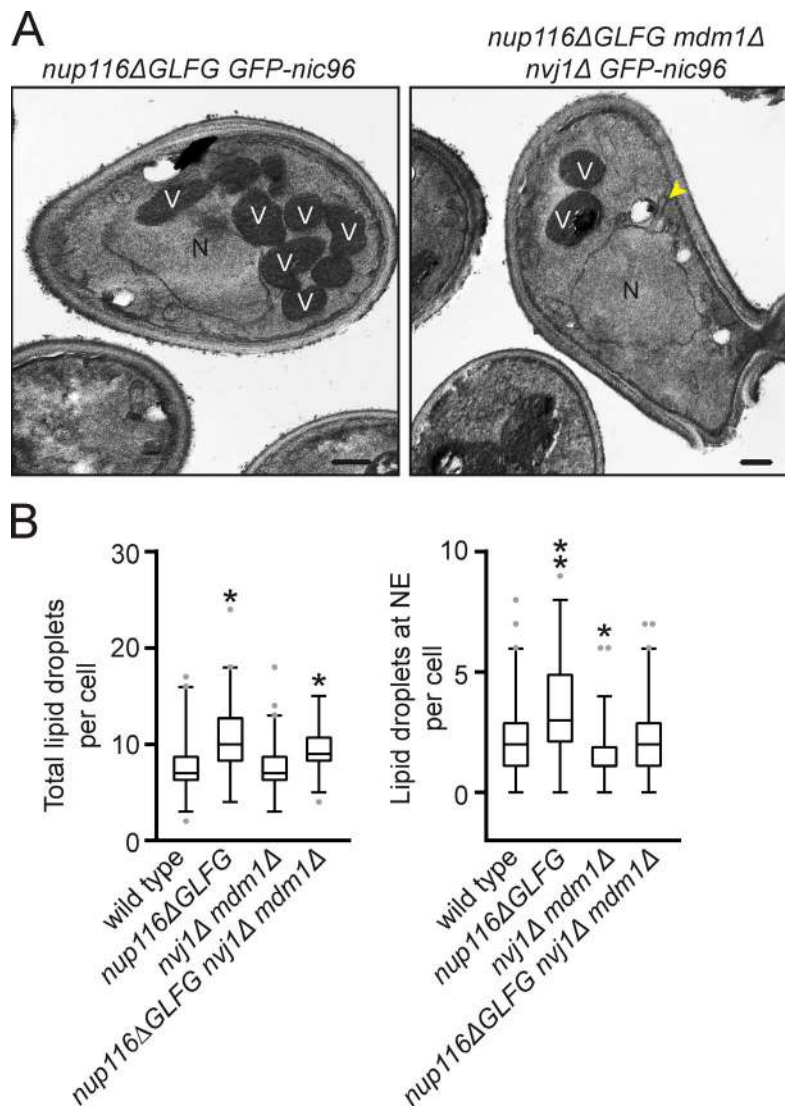 A
nup116ΔGLFG GFP-nic96
nup116ΔGLFG mdm1Δ
nvj1Δ GFP-nic96
V
V
V
V
V
V
N
V
V
N
B
Total lipid droplets
per cell
30
20
10
0
*
*
wild type
nup116ΔGLFG
nvj1Δ mdm1Δ
nup116ΔGLFG nvj1Δ mdm1Δ
Lipid droplets at NE
per cell
10
5
0
*
*
*
wild type
nup116ΔGLFG
nvj1Δ mdm1Δ
nup116ΔGLFG nvj1Δ mdm1Δ